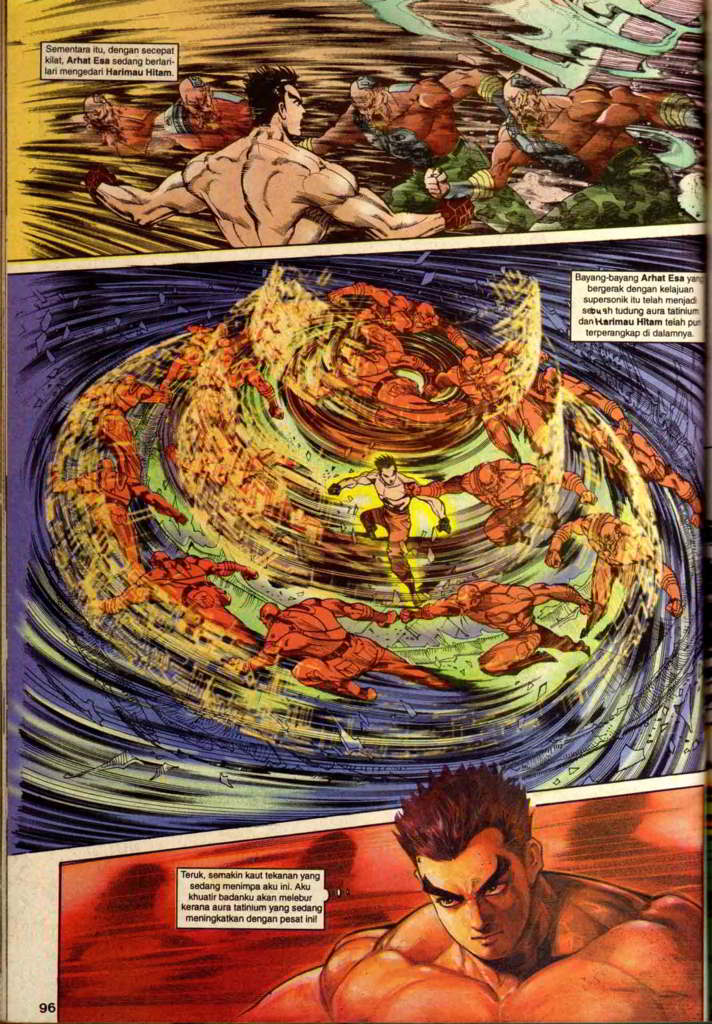 Sementara itu, dengan secepat
kilat, Arhat Esa sedang berlari-
lari mengedari Harimau Hitam.
Bayang-bayang Arhat Esa yang
bergerak dengan kelajuan
supersonik itu telah menjadi
sebuah tudung aura tatinium
dan Harimau Hitam telah pun
terperangkap di dalamnya.
Teruk, semakin kaut tekanan yang
sedang menimpa aku ini. Aku
khuatir badanku akan melebur
kerana aura tatinium yang sedang
meningkatkan dengan pesat ini!
96